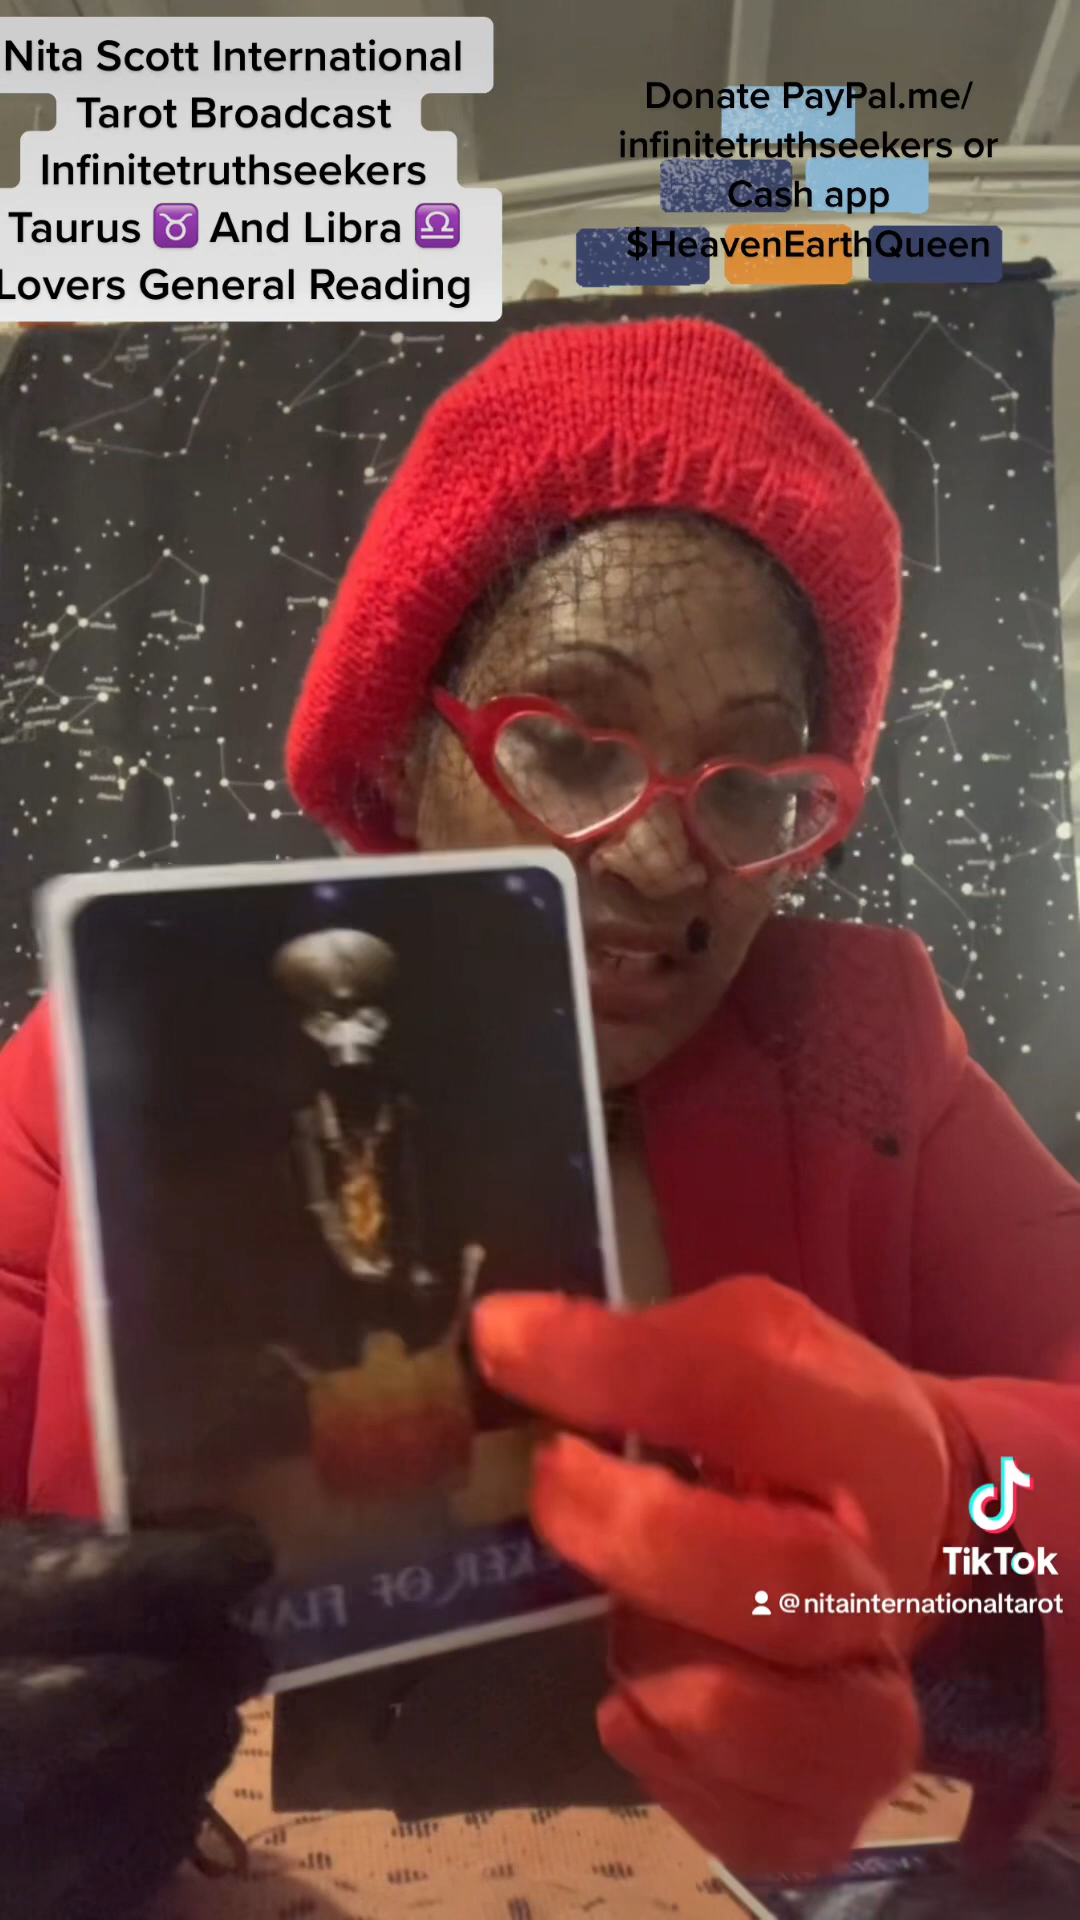 Nita Scott International
Tarot Broadcast
Infinitetruthseekers
Taurus ♉ And Libra ♎
Lovers General Reading
Donate PayPal.me/
infinitetruthseekers or
Cash app
$HeavenEarthQueen
OF
TikTok
@nitainternationaltarot